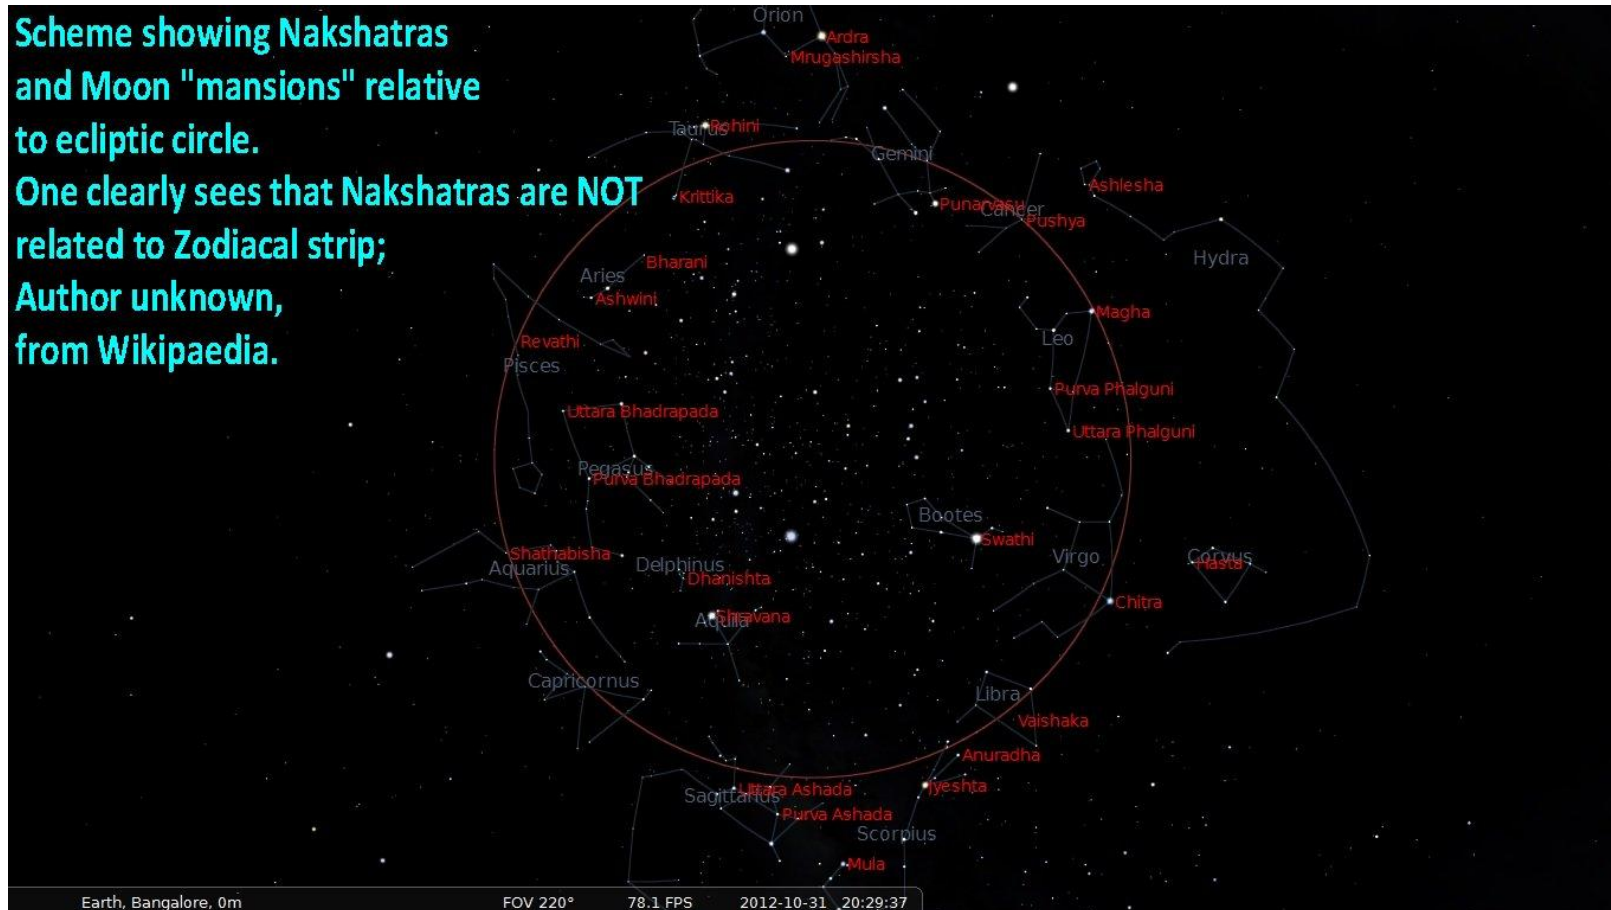 Scheme showing Nakshatras
and Moon "mansions" relative
to ecliptic circle.
One clearly sees that Nakshatras are NOT
related to Zodiacal strip;
Author unknown,
from Wikipaedia.
Orion
Ardra
Mrugashirsha
Taurus
Rohini
Gemini
Ashlesha
Krittika
Punarvasu
Cancer
Pushya
Hydra
Bharani
Aries
Ashwini
Magha
Leo
Revathi
Pisces
Purva Phalguni
Uttara Bhadrapada
Uttara Phalguni
Pegasus
Purva Bhadrapada
Bootes
Swathi
Shathabisha
Aquarius
Delphinus
Dhanishta
Virgo
Corvus
Hasta
Chitra
Shravana
Aquila
Capricornus
Libra
Vaishaka
Anuradha
Jyeshta
Uttara Ashada
Sagittarius
Purva Ashada
Scorpius
Mula
Earth, Bangalore, 0m FOV 220° 78.1 FPS 2012-10-31 20:29:37